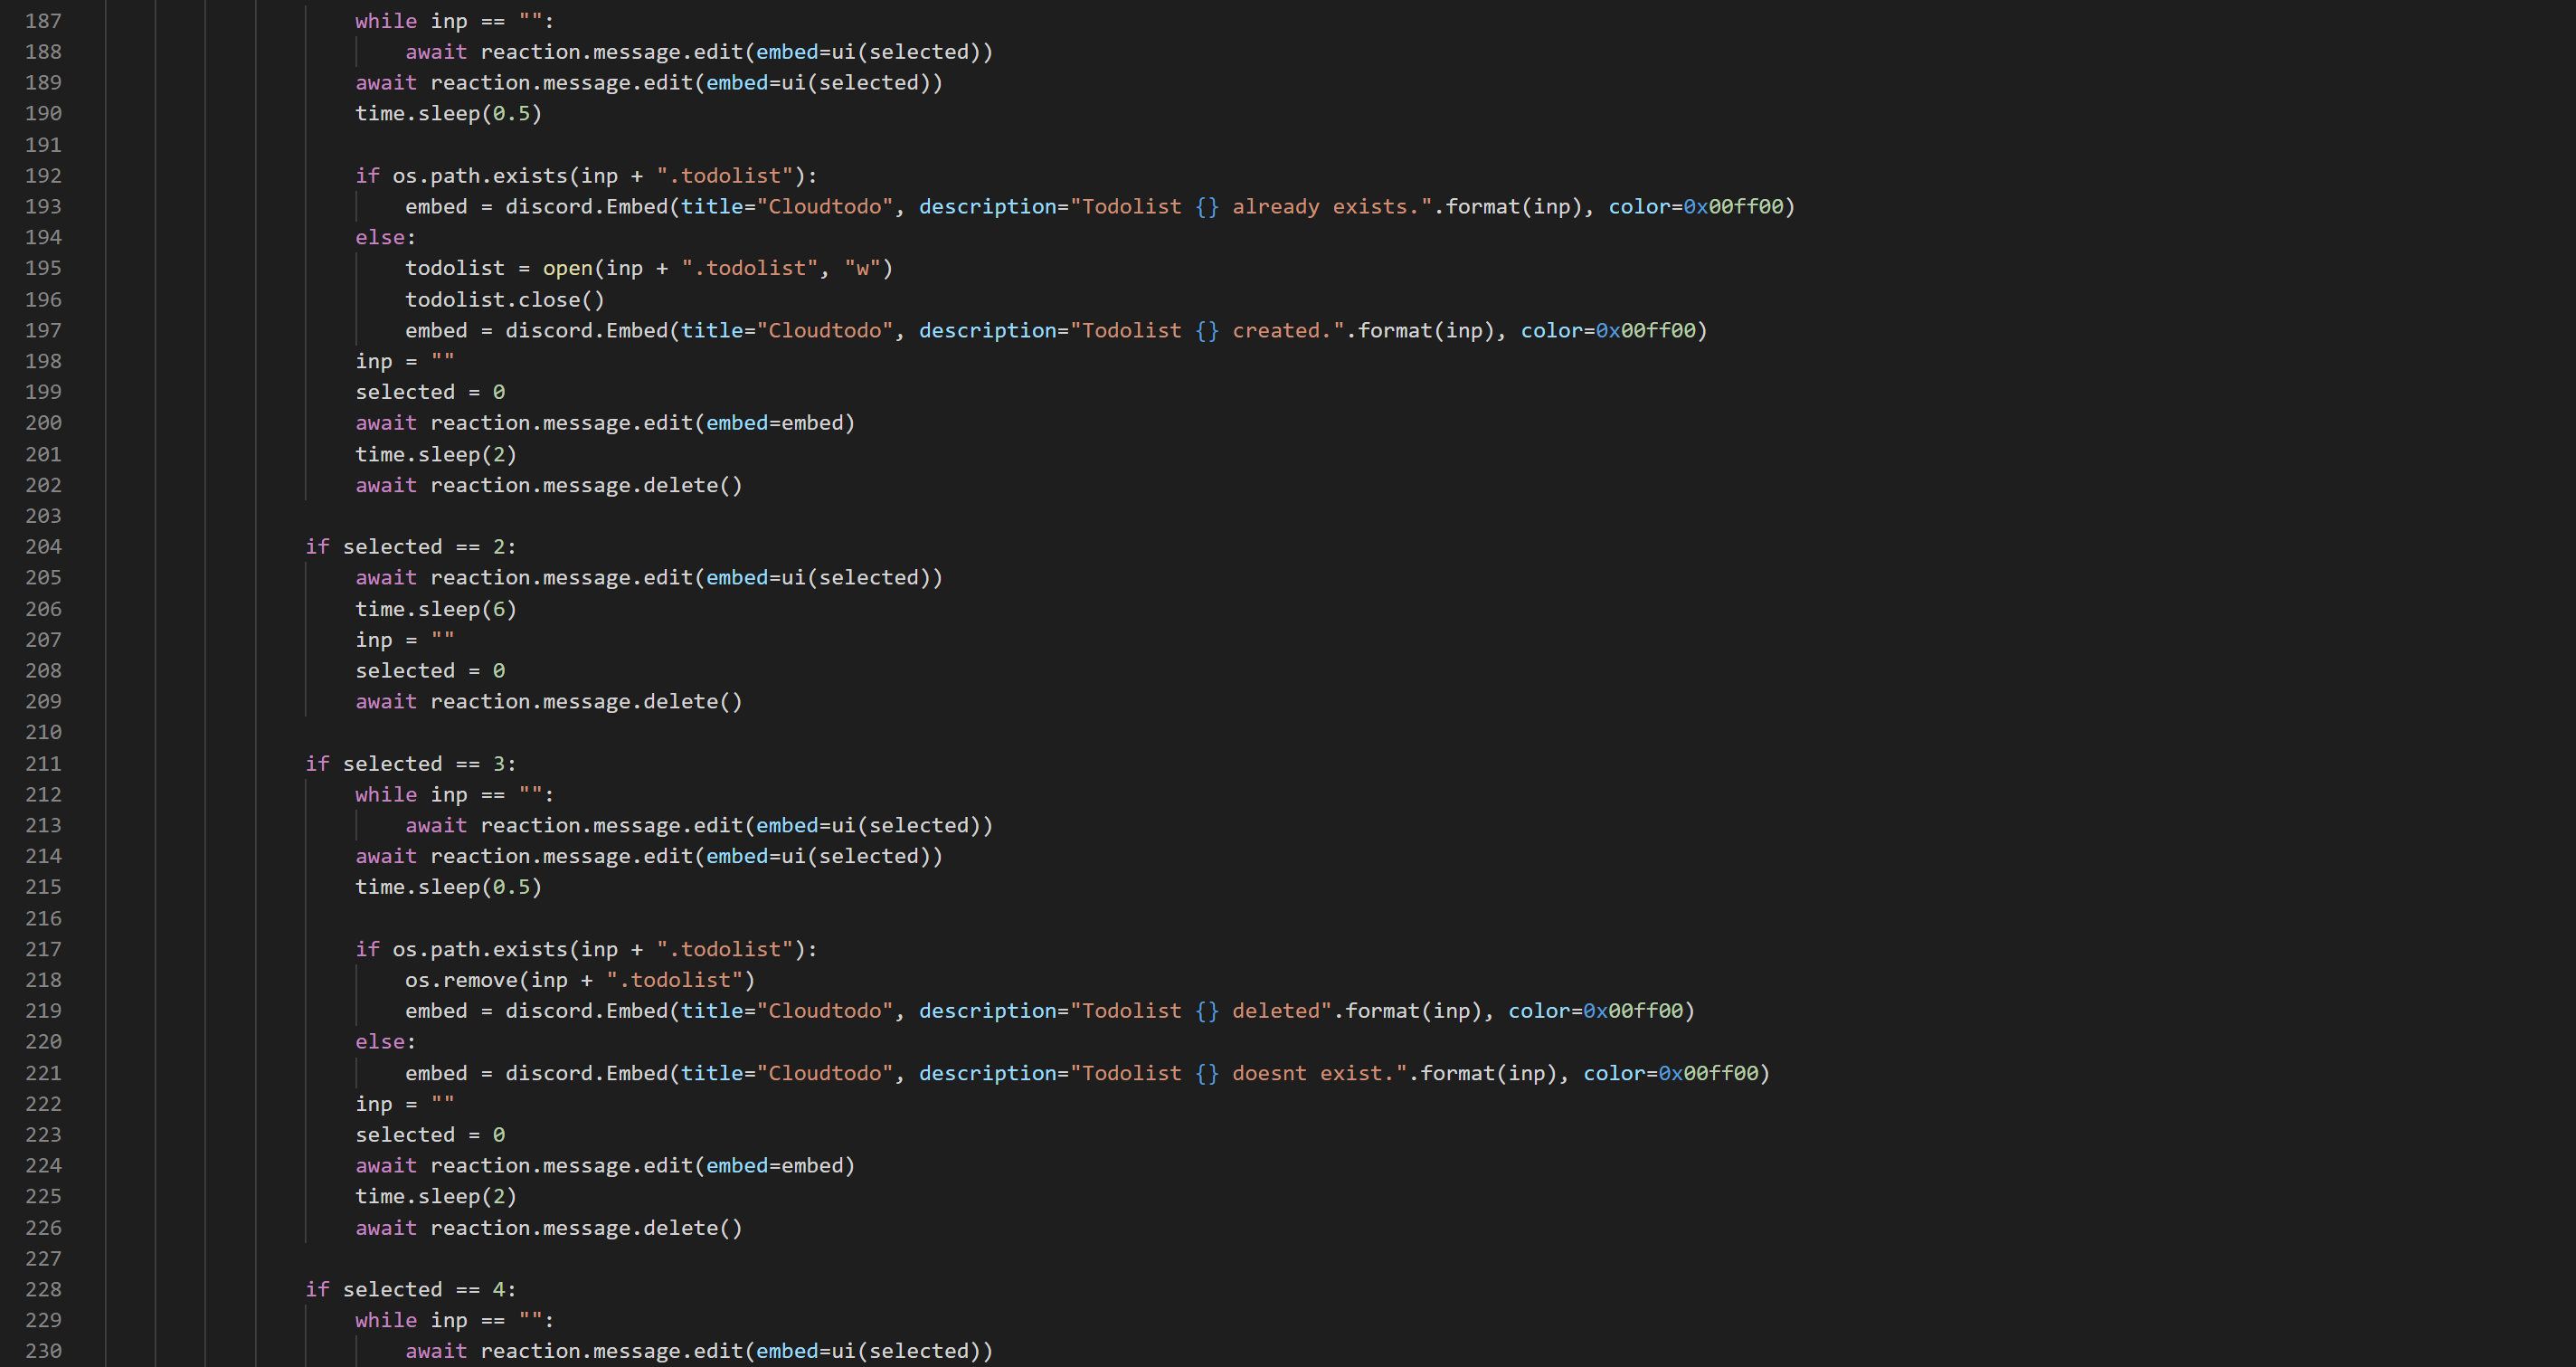 187 while inp == "":
188 await reaction.message.edit(embed=ui(selected))
189 await reaction.message.edit(embed=ui(selected))
190 time.sleep(0.5)
191
192 if os.path.exists(inp + ".todolist"):
193 embed = discord.Embed(title="Cloudtodo", description="Todolist {} already exists.".format(inp), color=0x00ff00)
194 else:
195 todolist = open(inp + ".todolist", "w")
196 todolist.close()
197 embed = discord.Embed(title="Cloudtodo", description="Todolist {} created.".format(inp), color=0x00ff00)
198 inp = ""
199 selected = 0
200 await reaction.message.edit(embed=embed)
201 time.sleep(2)
202 await reaction.message.delete()
203
204 if selected == 2:
205 await reaction.message.edit(embed=ui(selected))
206 time.sleep(6)
207 inp = ""
208 selected = 0
209 await reaction.message.delete()
210
211 if selected == 3:
212 while inp == "":
213 await reaction.message.edit(embed=ui(selected))
214 await reaction.message.edit(embed=ui(selected))
215 time.sleep(0.5)
216
217 if os.path.exists(inp + ".todolist"):
218 os.remove(inp + ".todolist")
219 embed = discord.Embed(title="Cloudtodo", description="Todolist {} deleted".format(inp), color=0x00ff00)
220 else:
221 embed = discord.Embed(title="Cloudtodo", description="Todolist {} doesnt exist.".format(inp), color=0x00ff00)
222 inp = ""
223 selected = 0
224 await reaction.message.edit(embed=embed)
225 time.sleep(2)
226 await reaction.message.delete()
227
228 if selected == 4:
229 while inp == "":
230 await reaction.message.edit(embed=ui(selected))